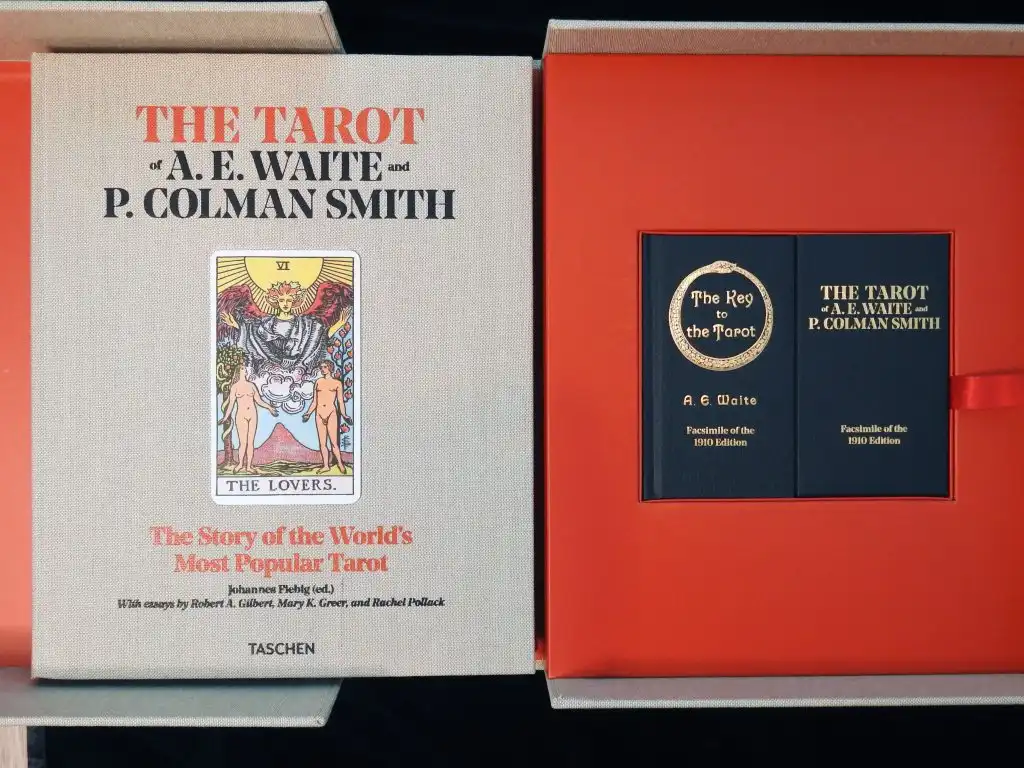 THE TAROT
of A. E. WAITE and
P. COLMAN SMITH
VI
THE LOVERS.
The Story of the World's
Most Popular Tarot
Johannes Fiebig (ed.)
With essays by Robert A. Gilbert, Mary K. Greer, and Rachel Pollack
TASCHEN
The Key
to
the Tarot
A. E. Waite
Facsimile of the
1910 Edition
THE TAROT
of A. E. WAITE and
P. COLMAN SMITH
Facsimile of the
1910 Edition